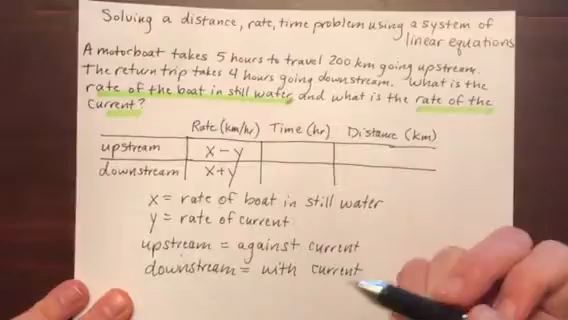 Solving a distance, rate, time problem using a system of
linear equations
A motorboat takes 5 hours to travel 200 km going upstream.
The return trip takes 4 hours going downstream. What is the
rate of the boat in still water and what is the rate of the
current?
Rate (km/hr) Time (hr) Distance (km)
upstream x-y
downstream x+y
x = rate of boat in still water
y = rate of current
upstream = against current
downstream = with current